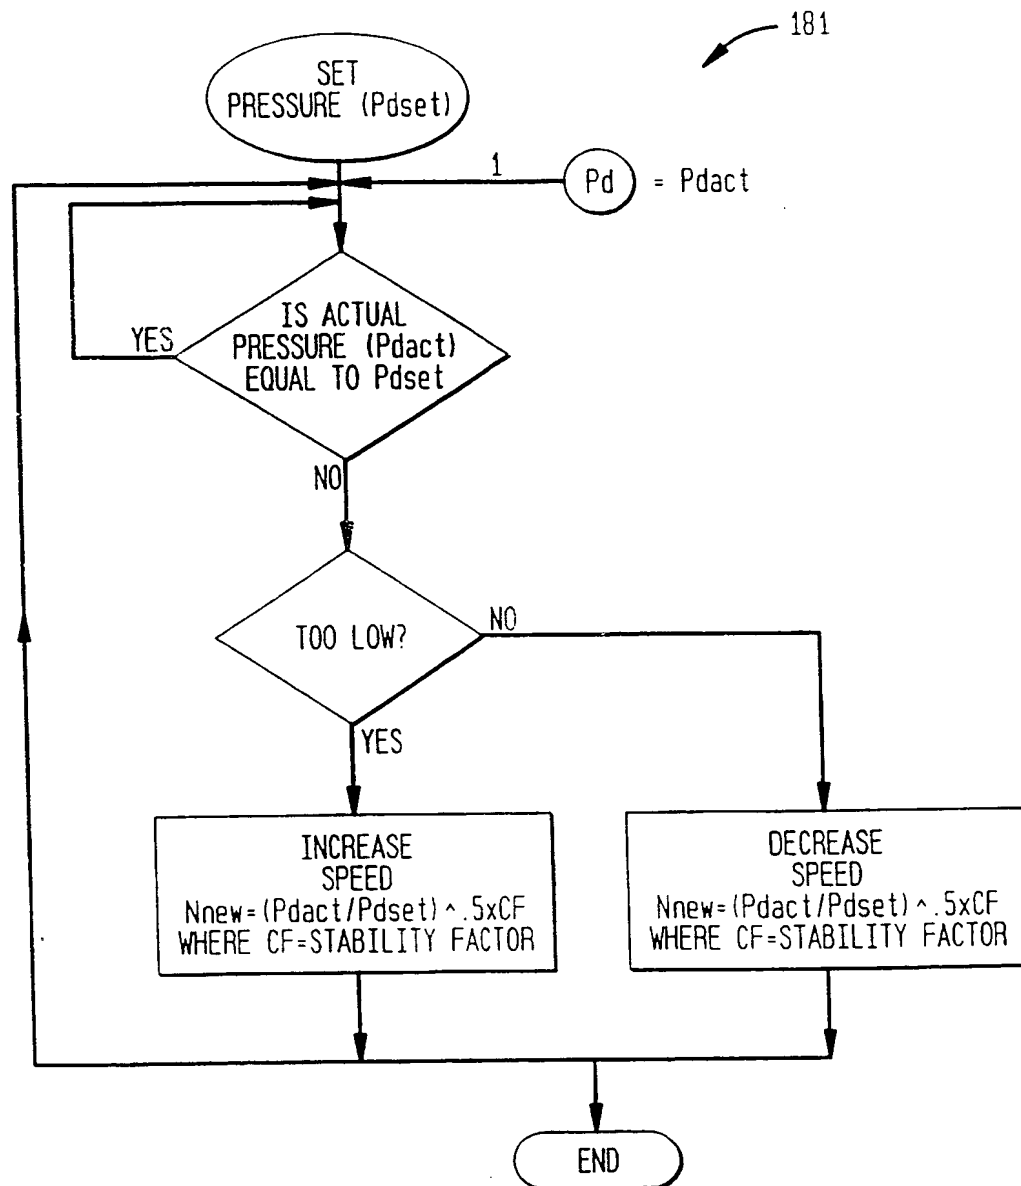 181
SET
PRESSURE (Pdset)
1
Pd = Pdact
IS ACTUAL
PRESSURE (Pdact)
EQUAL TO Pdset
YES
NO
TOO LOW?
NO
YES
INCREASE
SPEED
Nnew=(Pdact/Pdset)^.5xCF
WHERE CF=STABILITY FACTOR
DECREASE
SPEED
Nnew=(Pdact/Pdset)^.5xCF
WHERE CF=STABILITY FACTOR
END